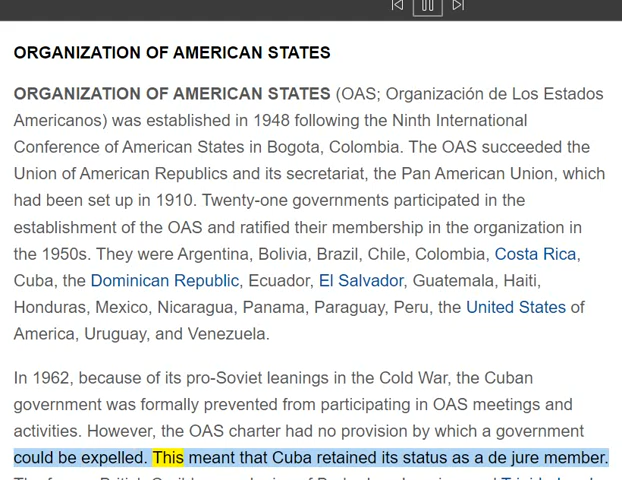 ORGANIZATION OF AMERICAN STATES
ORGANIZATION OF AMERICAN STATES (OAS; Organización de Los Estados
Americanos) was established in 1948 following the Ninth International
Conference of American States in Bogota, Colombia. The OAS succeeded the
Union of American Republics and its secretariat, the Pan American Union, which
had been set up in 1910. Twenty-one governments participated in the
establishment of the OAS and ratified their membership in the organization in
the 1950s. They were Argentina, Bolivia, Brazil, Chile, Colombia, Costa Rica,
Cuba, the Dominican Republic, Ecuador, El Salvador, Guatemala, Haiti,
Honduras, Mexico, Nicaragua, Panama, Paraguay, Peru, the United States of
America, Uruguay, and Venezuela.
In 1962, because of its pro-Soviet leanings in the Cold War, the Cuban
government was formally prevented from participating in OAS meetings and
activities. However, the OAS charter had no provision by which a government
could be expelled. This meant that Cuba retained its status as a de jure member.